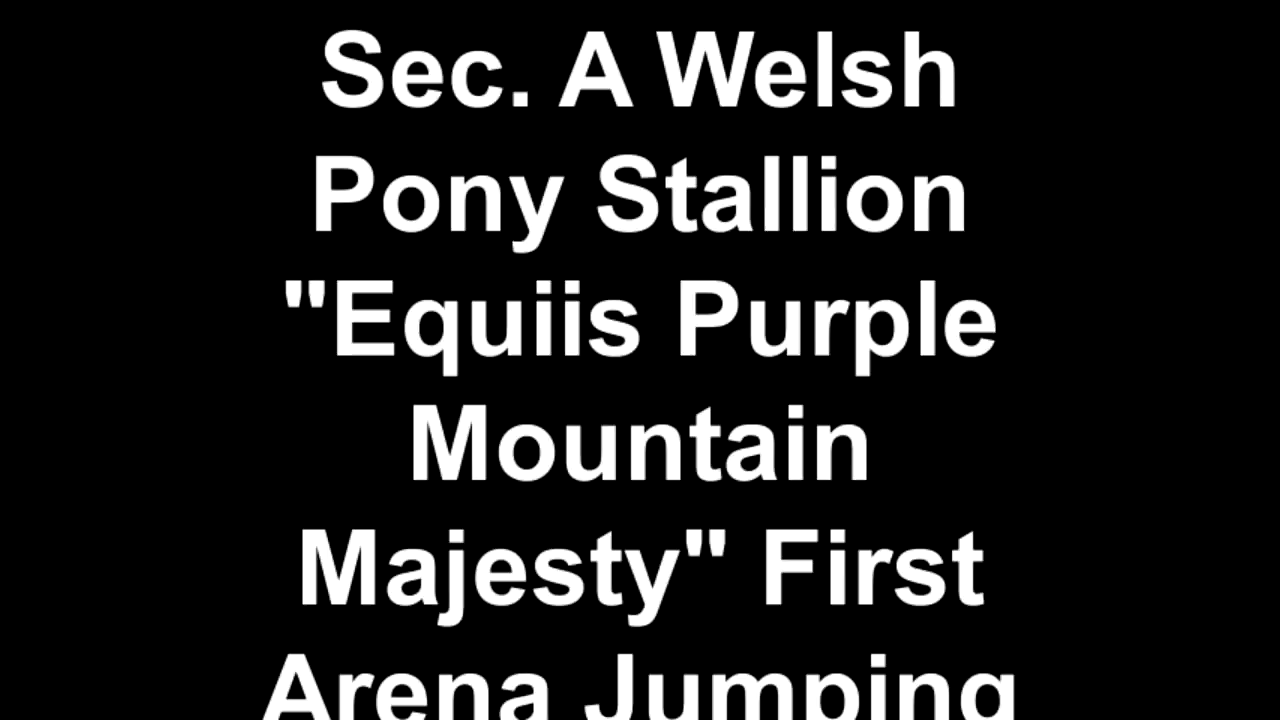 Sec. A Welsh
Pony Stallion
"Equiis Purple
Mountain
Majesty" First
Arena Jumping